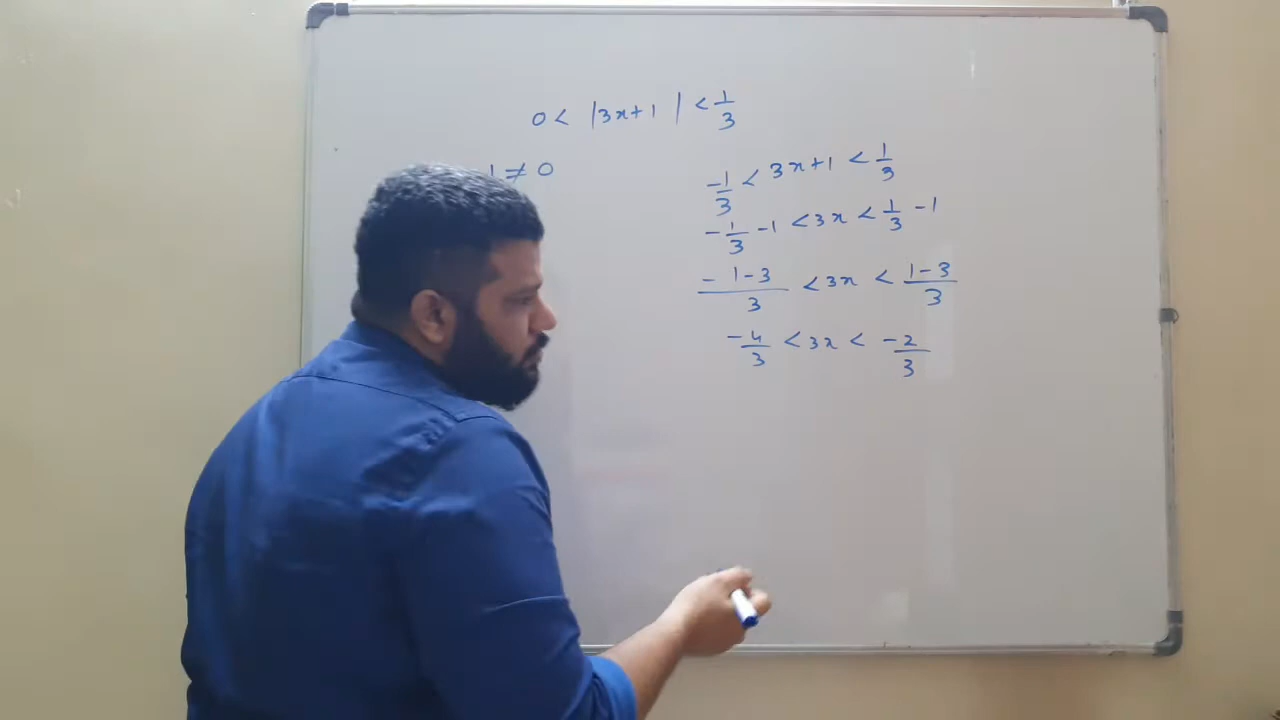 0 < |3x+1| < 1/3
1 ≠ 0
-1/3 < 3x+1 < 1/3
-1/3 -1 < 3x < 1/3 -1
(-1-3)/3 < 3x < (1-3)/3
-4/3 < 3x < -2/3